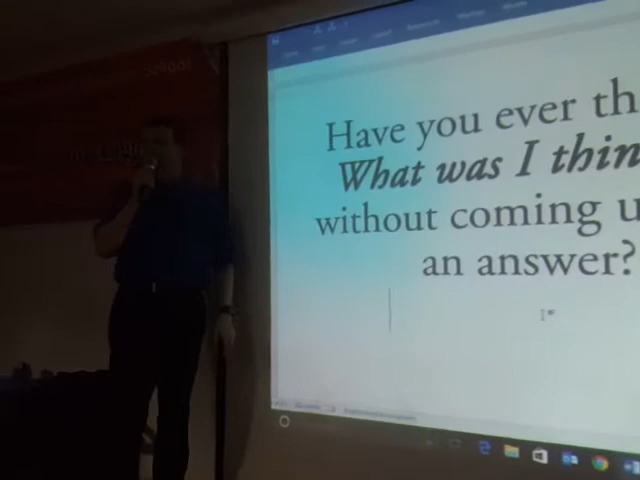 Have you ever th
What was I thin
without coming u
an answer?